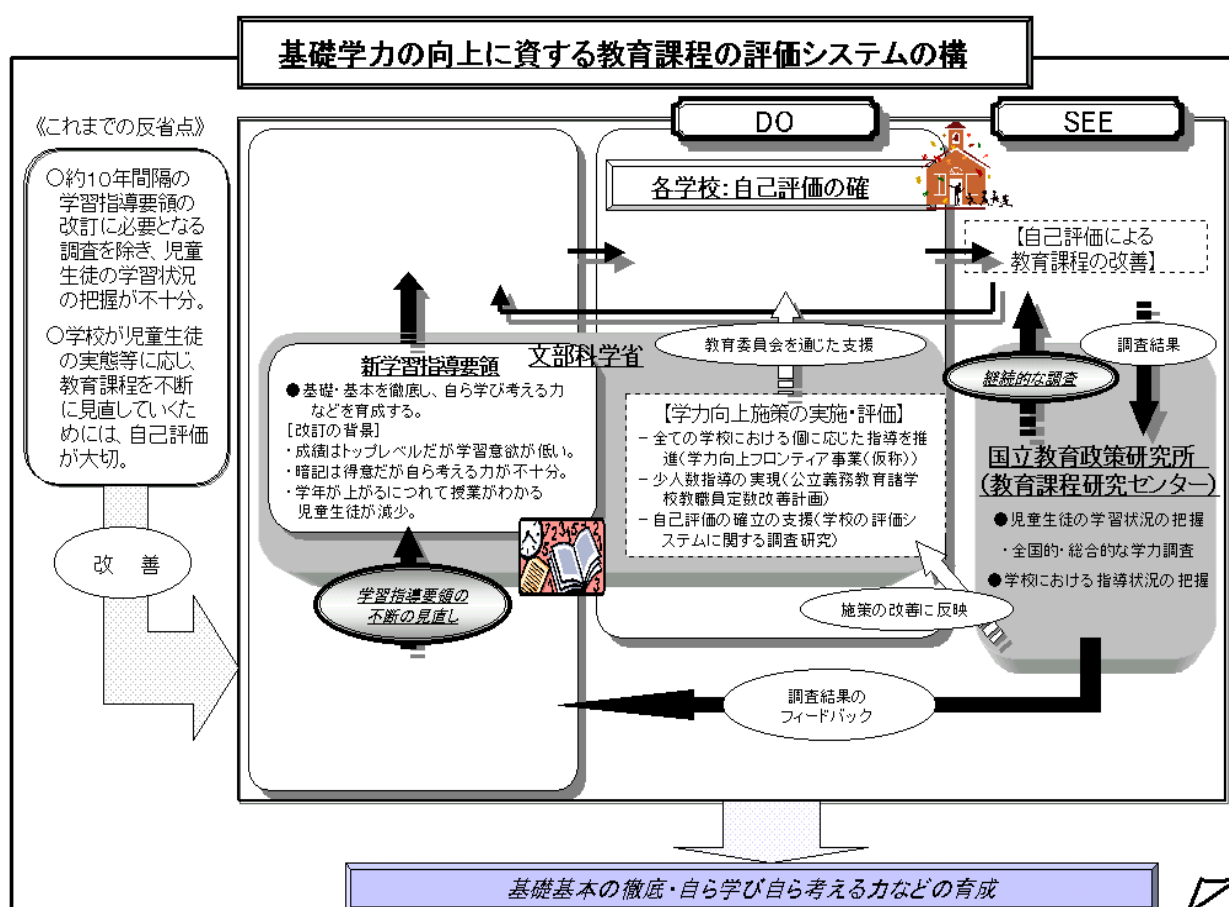 基礎学力の向上に資する教育課程の評価システムの構
《これまでの反省点》
○約10年間隔の
学習指導要領の
改訂に必要となる
調査を除き、児童
生徒の学習状況
の把握が不十分。
○学校が児童生徒
の実態等に応じ、
教育課程を不断
に見直していくた
めには、自己評価
が大切。
改 善
DO
SEE
各学校:自己評価の確
【自己評価による
教育課程の改善】
教育委員会を通じた支援
調査結果
継続的な調査
文部科学省
新学習指導要領
●基礎・基本を徹底し、自ら学び考える力
などを育成する。
[改訂の背景]
・成績はトップレベルだが学習意欲が低い。
・暗記は得意だが自ら考える力が不十分。
・学年が上がるにつれて授業がわかる
児童生徒が減少。
【学力向上施策の実施・評価】
－全ての学校における個に応じた指導を推
進(学力向上フロンティア事業(仮称))
－少人数指導の実現(公立義務教育諸学
校教職員定数改善計画)
－自己評価の確立の支援(学校の評価シ
ステムに関する調査研究)
国立教育政策研究所
(教育課程研究センター)
●児童生徒の学習状況の把握
・全国的・総合的な学力調査
●学校における指導状況の把握
学習指導要領の
不断の見直し
施策の改善に反映
調査結果の
フィードバック
基礎基本の徹底・自ら学び自ら考える力などの育成